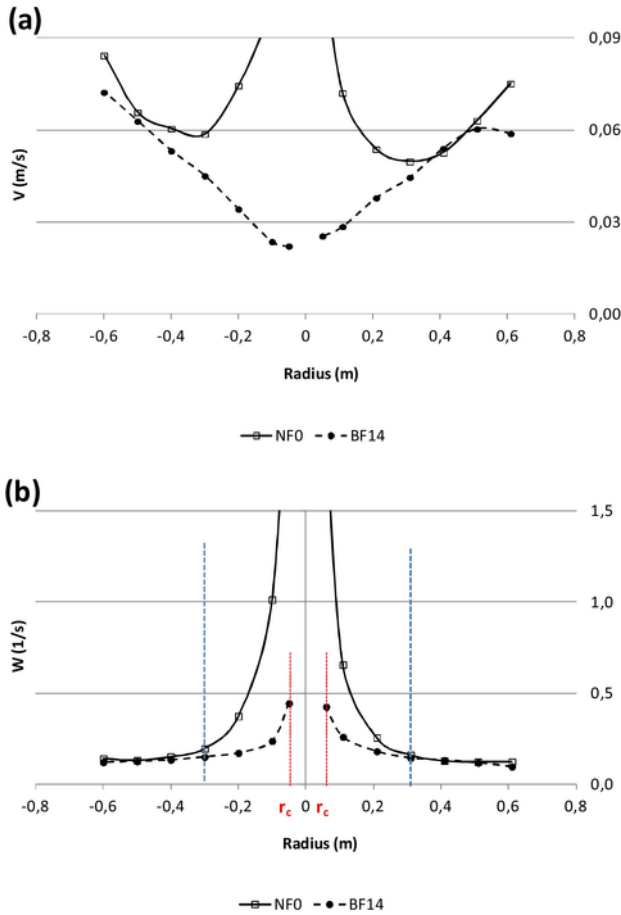 (a)
0,09
0,06
0,03
0,00
V (m/s)
-0,8 -0,6 -0,4 -0,2 0 0,2 0,4 0,6 0,8
Radius (m)
NF0 BF14
(b)
1,5
1,0
0,5
0,0
W (1/s)
-0,8 -0,6 -0,4 -0,2 rc 0 rc 0,2 0,4 0,6 0,8
Radius (m)
NF0 BF14